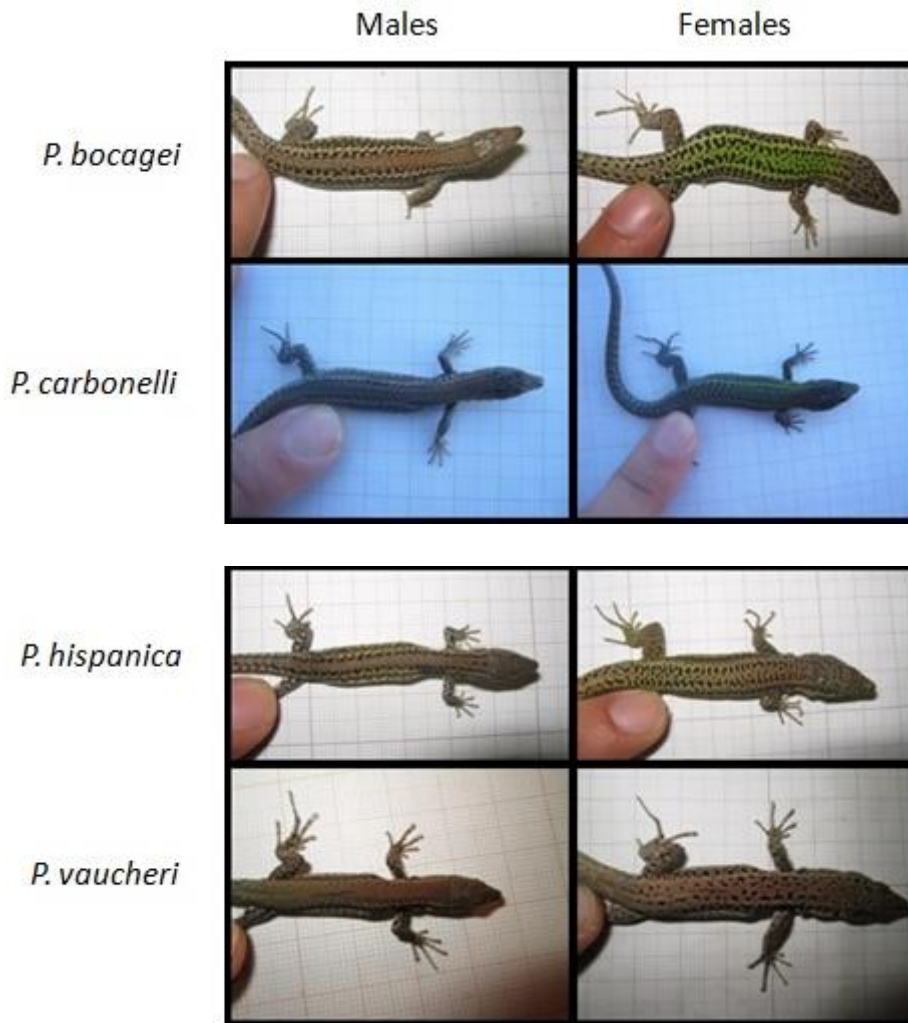 Males Females
P. bocagei
P. carbonelli
P. hispanica
P. vaucheri